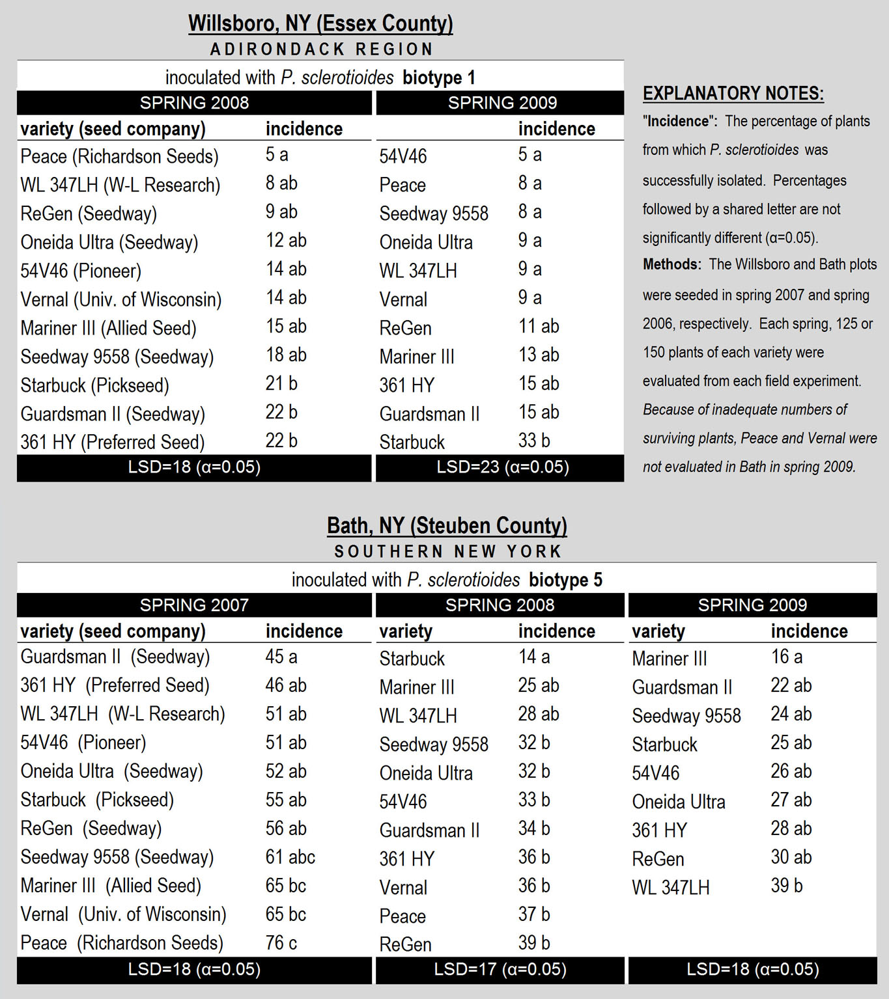 Willsboro, NY (Essex County)
ADIRONDACK REGION
inoculated with P. sclerotioides biotype 1
SPRING 2008 SPRING 2009
variety (seed company) incidence incidence
Peace (Richardson Seeds) 5 a 54V46 5 a
WL 347LH (W-L Research) 8 ab Peace 8 a
ReGen (Seedway) 9 ab Seedway 9558 8 a
Oneida Ultra (Seedway) 12 ab Oneida Ultra 9 a
54V46 (Pioneer) 14 ab WL 347LH 9 a
Vernal (Univ. of Wisconsin) 14 ab Vernal 9 a
Mariner III (Allied Seed) 15 ab ReGen 11 ab
Seedway 9558 (Seedway) 18 ab Mariner III 13 ab
Starbuck (Pickseed) 21 b 361 HY 15 ab
Guardsman II (Seedway) 22 b Guardsman II 15 ab
361 HY (Preferred Seed) 22 b Starbuck 33 b
LSD=18 (α=0.05) LSD=23 (α=0.05)
EXPLANATORY NOTES:
"Incidence": The percentage of plants
from which P. sclerotioides was
successfully isolated. Percentages
followed by a shared letter are not
significantly different (α=0.05).
Methods: The Willsboro and Bath plots
were seeded in spring 2007 and spring
2006, respectively. Each spring, 125 or
150 plants of each variety were
evaluated from each field experiment.
Because of inadequate numbers of
surviving plants, Peace and Vernal were
not evaluated in Bath in spring 2009.
Bath, NY (Steuben County)
SOUTHERN NEW YORK
inoculated with P. sclerotioides biotype 5
SPRING 2007 SPRING 2008 SPRING 2009
variety (seed company) incidence variety incidence variety incidence
Guardsman II (Seedway) 45 a Starbuck 14 a Mariner III 16 a
361 HY (Preferred Seed) 46 ab Mariner III 25 ab Guardsman II 22 ab
WL 347LH (W-L Research) 51 ab WL 347LH 28 ab Seedway 9558 24 ab
54V46 (Pioneer) 51 ab Seedway 9558 32 b Starbuck 25 ab
Oneida Ultra (Seedway) 52 ab Oneida Ultra 32 b 54V46 26 ab
Starbuck (Pickseed) 55 ab 54V46 33 b Oneida Ultra 27 ab
ReGen (Seedway) 56 ab Guardsman II 34 b 361 HY 28 ab
Seedway 9558 (Seedway) 61 abc 361 HY 36 b ReGen 30 ab
Mariner III (Allied Seed) 65 bc Vernal 36 b WL 347LH 39 b
Vernal (Univ. of Wisconsin) 65 bc Peace 37 b
Peace (Richardson Seeds) 76 c ReGen 39 b
LSD=18 (α=0.05) LSD=17 (α=0.05) LSD=18 (α=0.05)